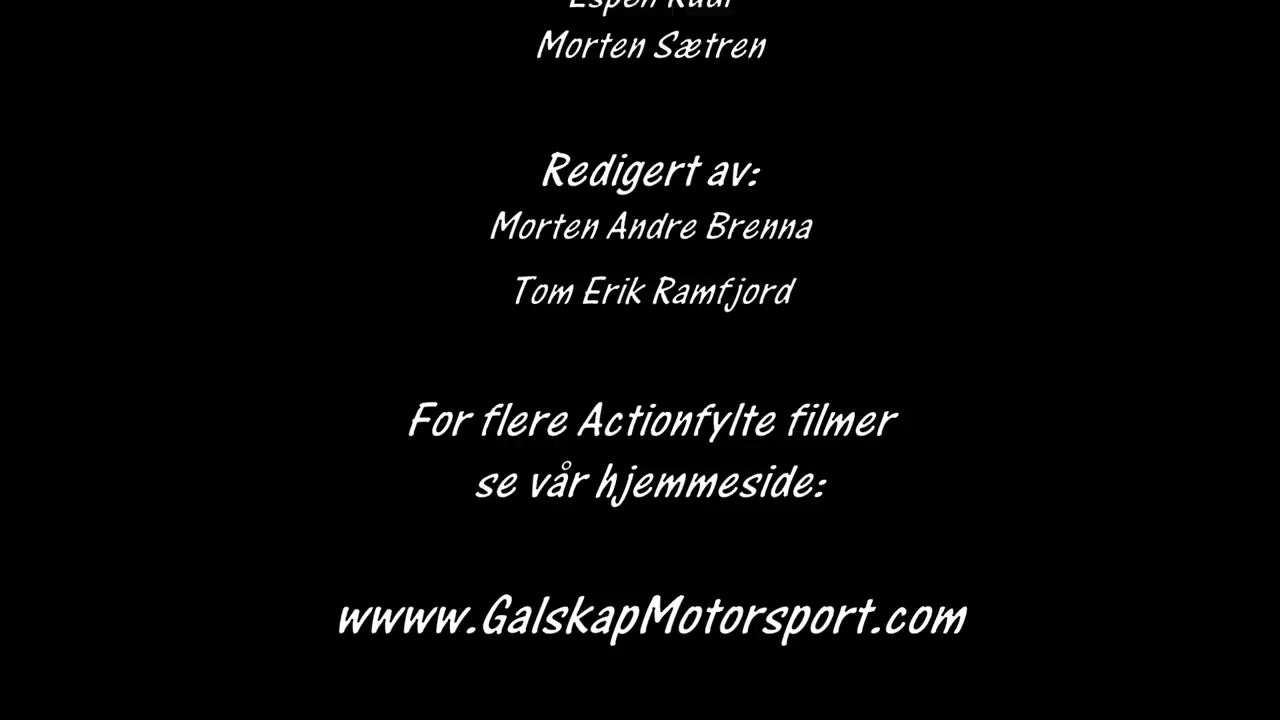 Espen
Morten Sætren
Redigert av:
Morten Andre Brenna
Tom Erik Ramfjord
For flere Actionfylte filmer
se vår hjemmeside:
wwww.GalskapMotorsport.com